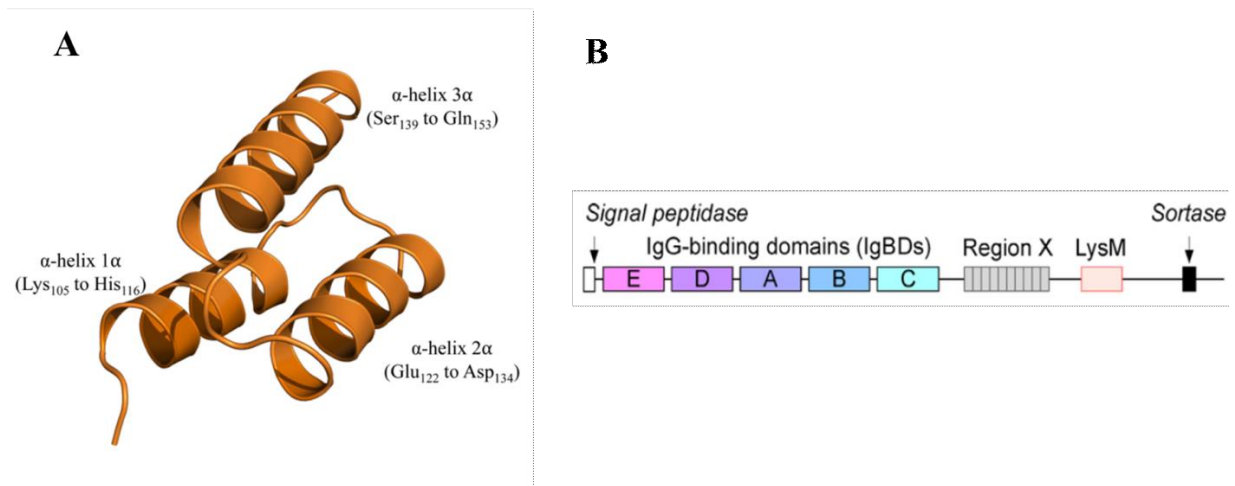 A
α-helix 3α
(Ser139 to Gln153)
α-helix 1α
(Lys105 to His116)
α-helix 2α
(Glu122 to Asp134)
B
Signal peptidase
Sortase
IgG-binding domains (IgBDs)
Region X
LysM
E
D
A
B
C